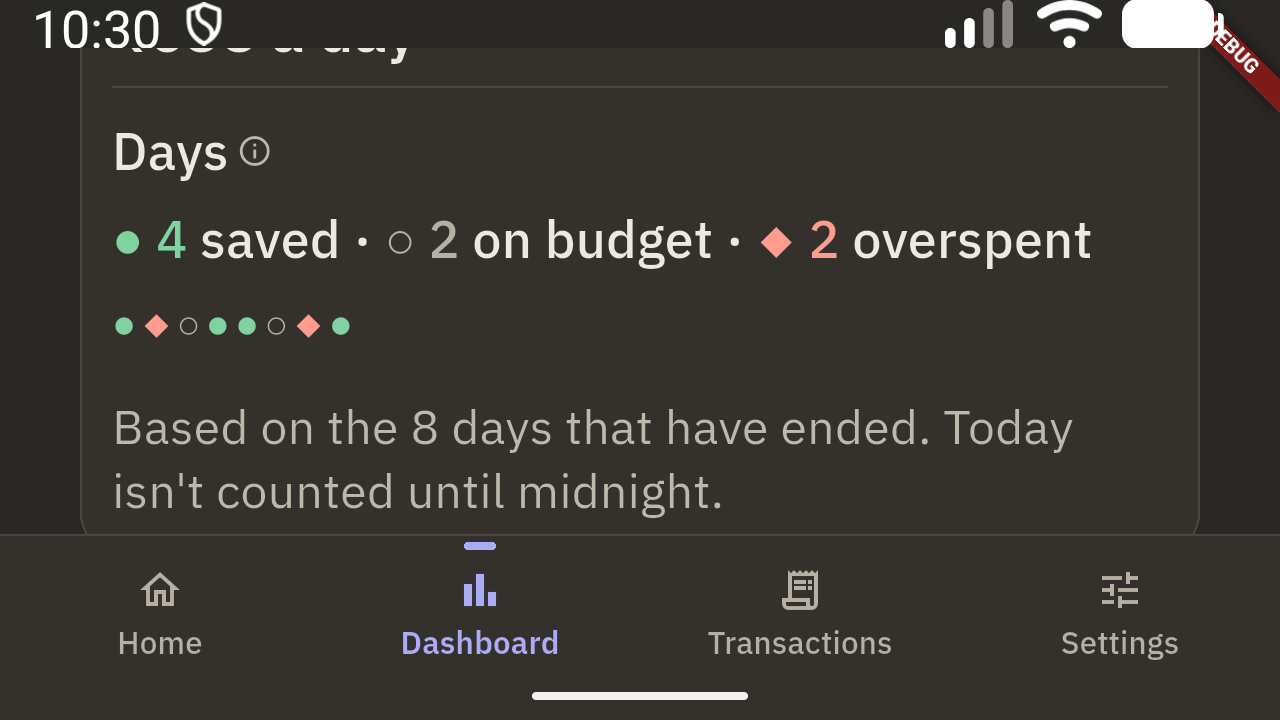 10:30
DEBUG
a day
Days
4 saved · 2 on budget · 2 overspent
Based on the 8 days that have ended. Today
isn't counted until midnight.
Home
Dashboard
Transactions
Settings